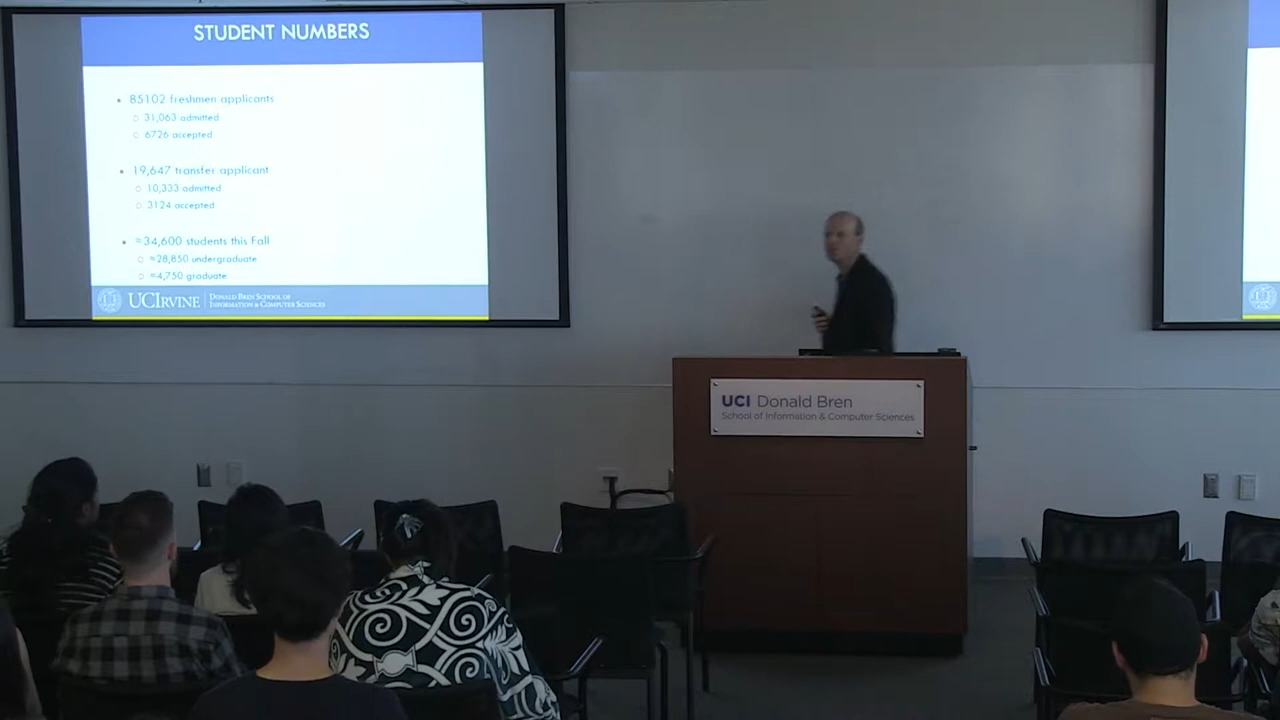 STUDENT NUMBERS
85102 freshmen applicants
31,063 admitted
6726 accepted
19,647 transfer applicant
10,333 admitted
3124 accepted
≈34,600 students this Fall
≈28,850 undergraduate
≈4,750 graduate
UCIRVINE
DONALD BREN SCHOOL OF
INFORMATION & COMPUTER SCIENCES
UCI Donald Bren
School of Information & Computer Sciences